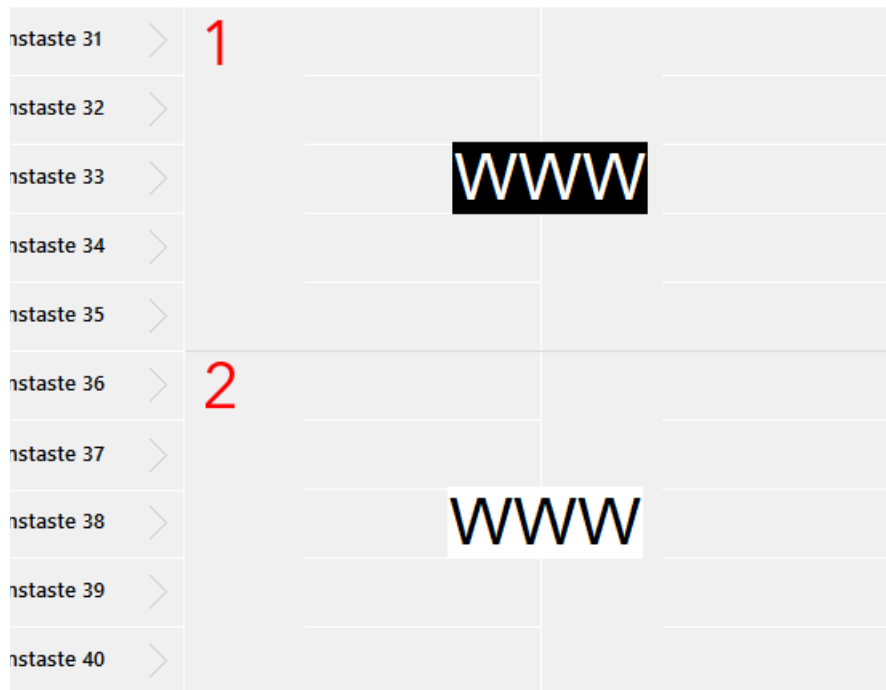 nstaste 31
1
nstaste 32
nstaste 33
WWW
nstaste 34
nstaste 35
nstaste 36
2
nstaste 37
nstaste 38
WWW
nstaste 39
nstaste 40